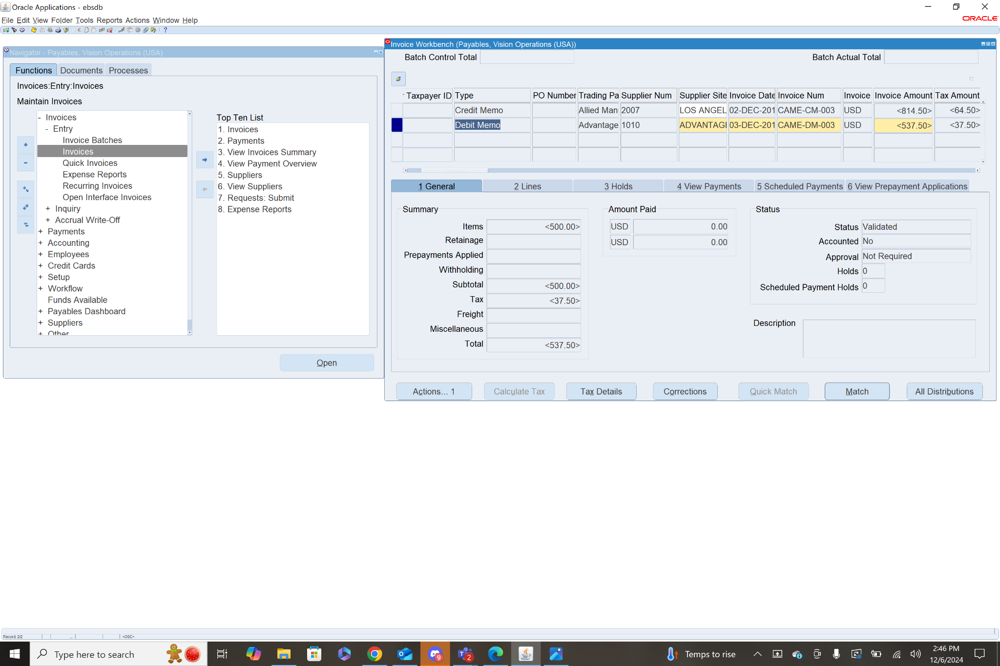 Oracle Applications - ebsdb
File Edit View Folder Tools Reports Actions Window Help
ORACLE
Navigator - Payables, Vision Operations (USA)
Functions Documents Processes
Invoices:Entry:Invoices
Maintain Invoices
- Invoices
- Entry
Invoice Batches
Invoices
Quick Invoices
Expense Reports
Recurring Invoices
Open Interface Invoices
+ Inquiry
+ Accrual Write-Off
+ Payments
+ Accounting
+ Employees
+ Credit Cards
+ Setup
+ Workflow
Funds Available
+ Payables Dashboard
+ Suppliers
+ Other
Top Ten List
1. Invoices
2. Payments
3. View Invoices Summary
4. View Payment Overview
5. Suppliers
6. View Suppliers
7. Requests: Submit
8. Expense Reports
Open
Invoice Workbench (Payables, Vision Operations (USA))
Batch Control Total
Batch Actual Total
Taxpayer ID Type PO Number Trading Pa Supplier Num Supplier Site Invoice Date Invoice Num Invoice Invoice Amount Tax Amount
Credit Memo Allied Man 2007 LOS ANGEL 02-DEC-201 CAME-CM-003 USD <814.50> <64.50>
Debit Memo Advantage 1010 ADVANTAGI 03-DEC-201 CAME-DM-003 USD <537.50> <37.50>
1 General 2 Lines 3 Holds 4 View Payments 5 Scheduled Payments 6 View Prepayment Applications
Summary
Items <500.00>
Retainage
Prepayments Applied
Withholding
Subtotal <500.00>
Tax <37.50>
Freight
Miscellaneous
Total <537.50>
Amount Paid
USD 0.00
USD 0.00
Status
Status Validated
Accounted No
Approval Not Required
Holds 0
Scheduled Payment Holds 0
Description
Actions... 1 Calculate Tax Tax Details Corrections Quick Match Match All Distributions
Record: 2/2 ... <OSC>
Type here to search
9
2
Temps to rise
2:46 PM
12/6/2024